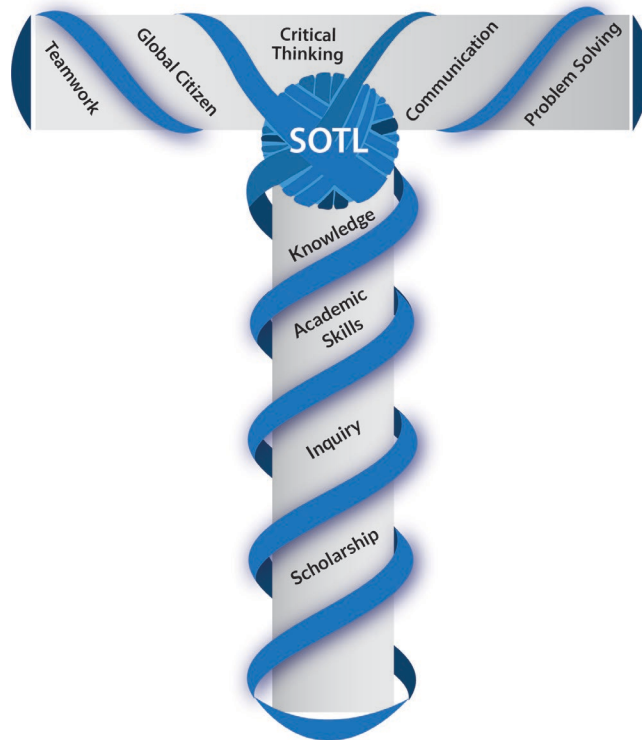 Teamwork
Global Citizen
Critical
Thinking
Communication
Problem Solving
SOTL
Knowledge
Academic
Skills
Inquiry
Scholarship